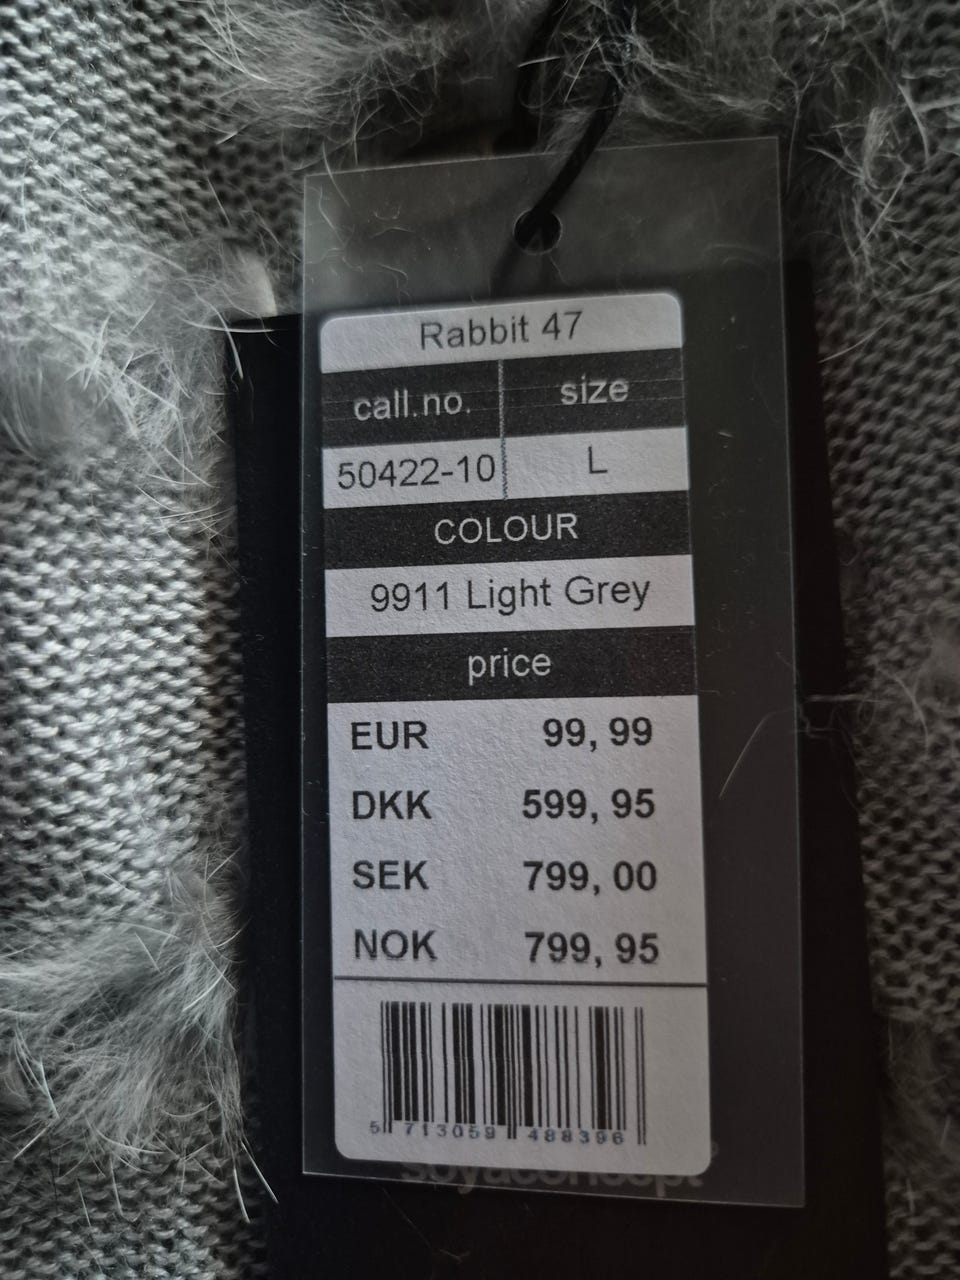 Rabbit 47
call.no. size
50422-10 L
COLOUR
9911 Light Grey
price
EUR 99, 99
DKK 599, 95
SEK 799, 00
NOK 799, 95
5 713059 488396
soyaconcept